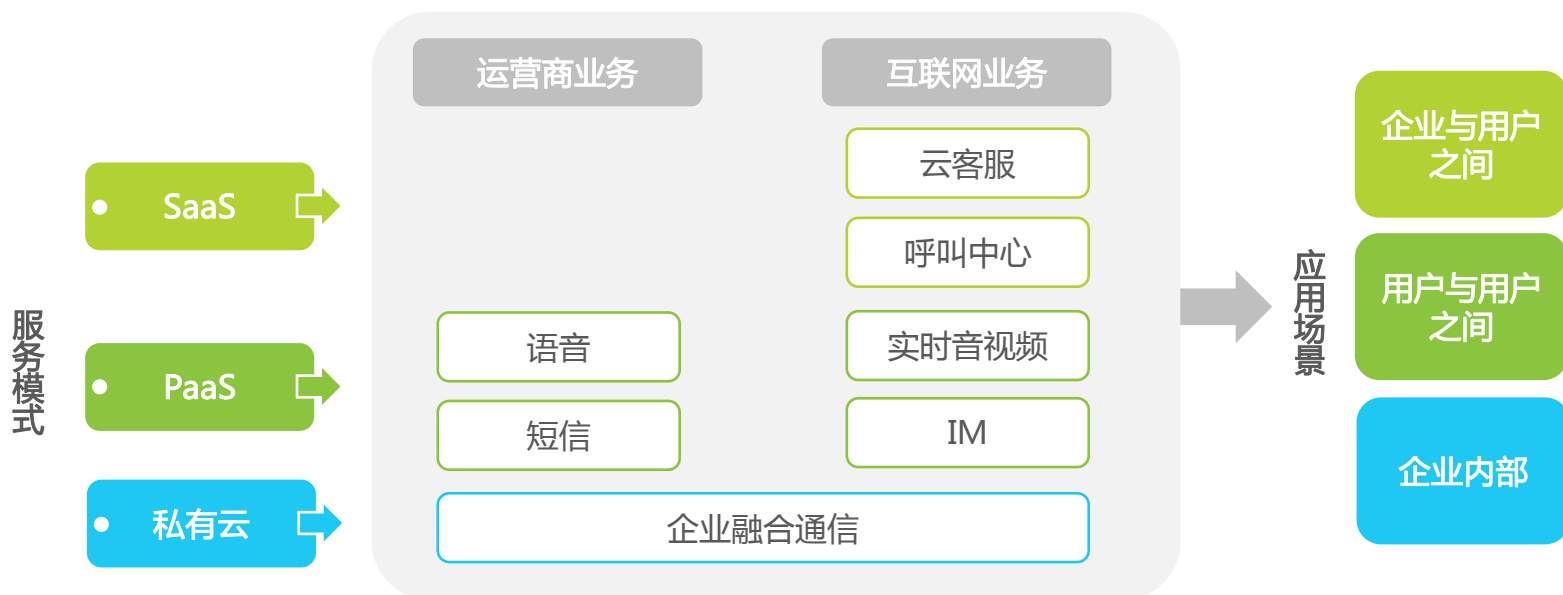 服务模式
SaaS
PaaS
私有云
运营商业务
互联网业务
云客服
呼叫中心
语音
实时音视频
短信
IM
企业融合通信
应用场景
企业与用户
之间
用户与用户
之间
企业内部